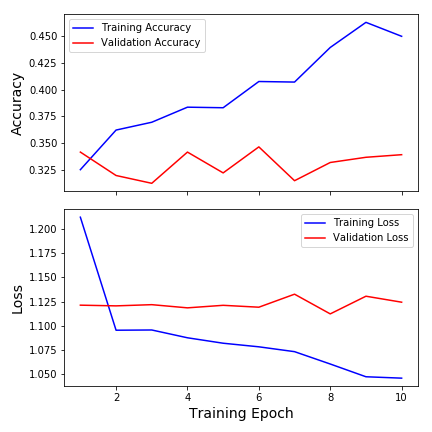 Training Accuracy
Validation Accuracy
0.450
0.425
0.400
0.375
0.350
0.325
Accuracy
Training Loss
Validation Loss
1.200
1.175
1.150
1.125
1.100
1.075
1.050
Loss
2 4 6 8 10
Training Epoch